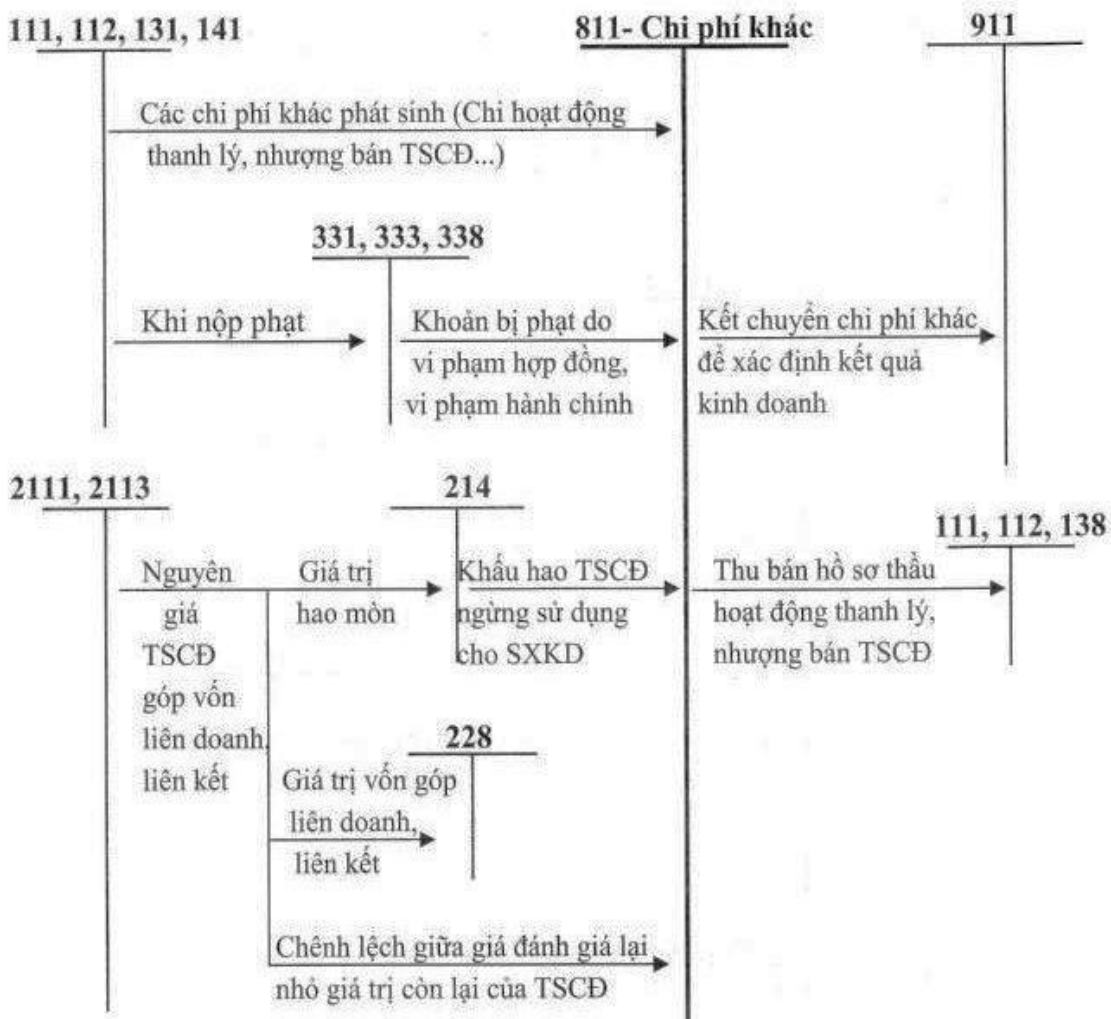 111, 112, 131, 141
811- Chi phí khác
911
Các chi phí khác phát sinh (Chi hoạt động
thanh lý, nhượng bán TSCĐ...)
331, 333, 338
Khi nộp phạt
Khoản bị phạt do
vi phạm hợp đồng,
vi phạm hành chính
Kết chuyển chi phí khác
để xác định kết quả
kinh doanh
2111, 2113
214
111, 112, 138
Nguyên
giá
TSCĐ
góp vốn
liên doanh,
liên kết
Giá trị
hao mòn
Khấu hao TSCĐ
ngừng sử dụng
cho SXKD
Thu bán hồ sơ thầu
hoạt động thanh lý,
nhượng bán TSCĐ
228
Giá trị vốn góp
liên doanh,
liên kết
Chênh lệch giữa giá đánh giá lại
nhỏ giá trị còn lại của TSCĐ